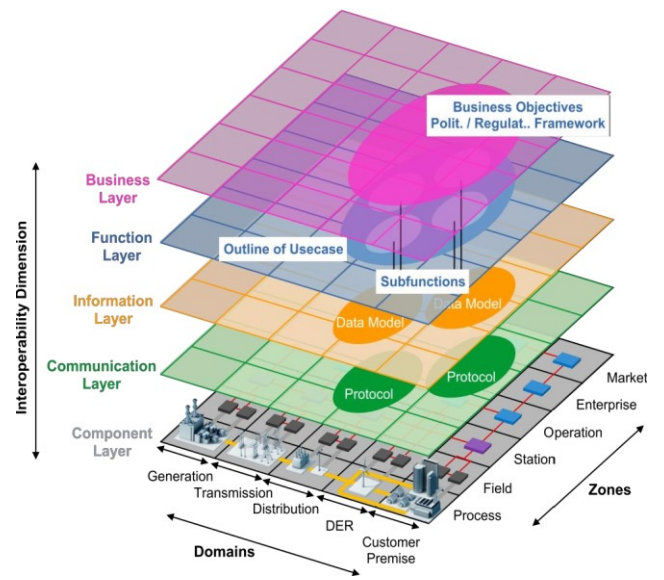 Business Objectives
Polit. / Regulat.. Framework
Interoperability Dimension
Business
Layer
Function
Layer
Outline of Usecase
Subfunctions
Information
Layer
Data Model
Data Model
Communication
Layer
Protocol
Protocol
Component
Layer
Market
Enterprise
Operation
Station
Field
Process
Zones
Generation
Transmission
Distribution
DER
Customer
Premise
Domains